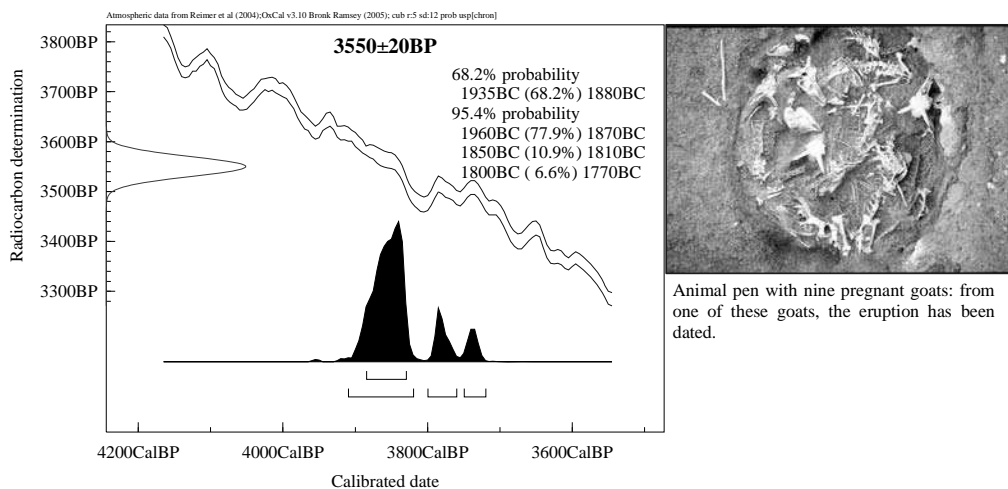 Atmospheric data from Reimer et al (2004);OxCal v3.10 Bronk Ramsey (2005); cub r:5 sd:12 prob usp[chron]
3550±20BP
68.2% probability
1935BC (68.2%) 1880BC
95.4% probability
1960BC (77.9%) 1870BC
1850BC (10.9%) 1810BC
1800BC ( 6.6%) 1770BC
Radiocarbon determination
3800BP
3700BP
3600BP
3500BP
3400BP
3300BP
4200CalBP
4000CalBP
3800CalBP
3600CalBP
Calibrated date
Animal pen with nine pregnant goats: from
one of these goats, the eruption has been
dated.